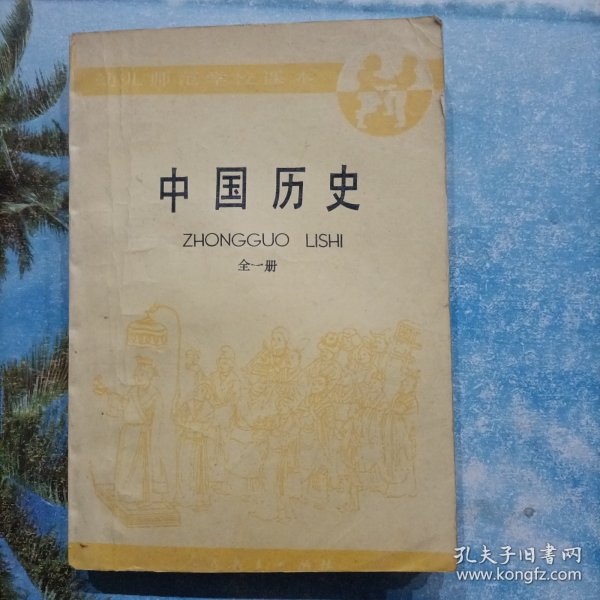 幼儿师范学校课本
中国历史
ZHONGGUO LISHI
全一册
孔夫子旧书网
www.kongfz.com